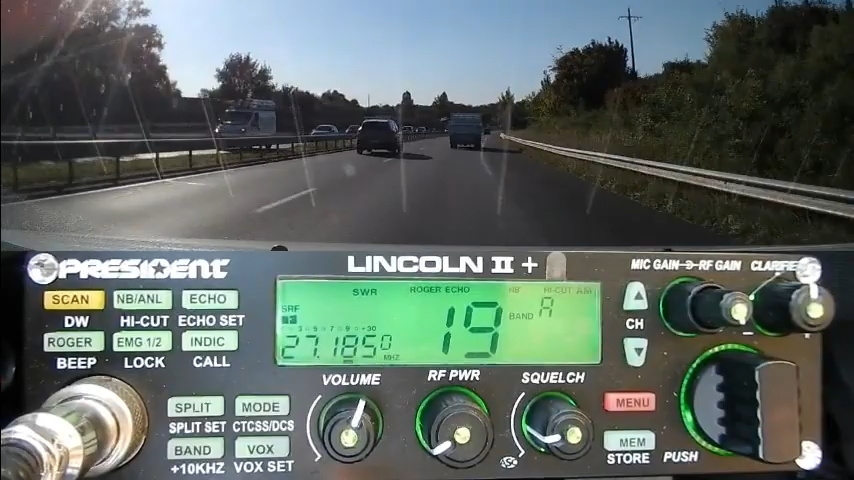 PRESIDENT
LINCOLN II +
MIC GAIN RF GAIN CLARIFIER
SCAN NB/ANL ECHO
DW HI-CUT ECHO SET
ROGER EMG 1/2 INDIC
BEEP LOCK CALL
SWR ROGER ECHO NB HI-CUT AM
SRF
BAND A
19
27.1850 MHZ
CH
VOLUME RF PWR SQUELCH
MENU
SPLIT MODE
SPLIT SET CTCSS/DCS
BAND VOX
+10KHZ VOX SET
MEM
STORE
PUSH
ASC